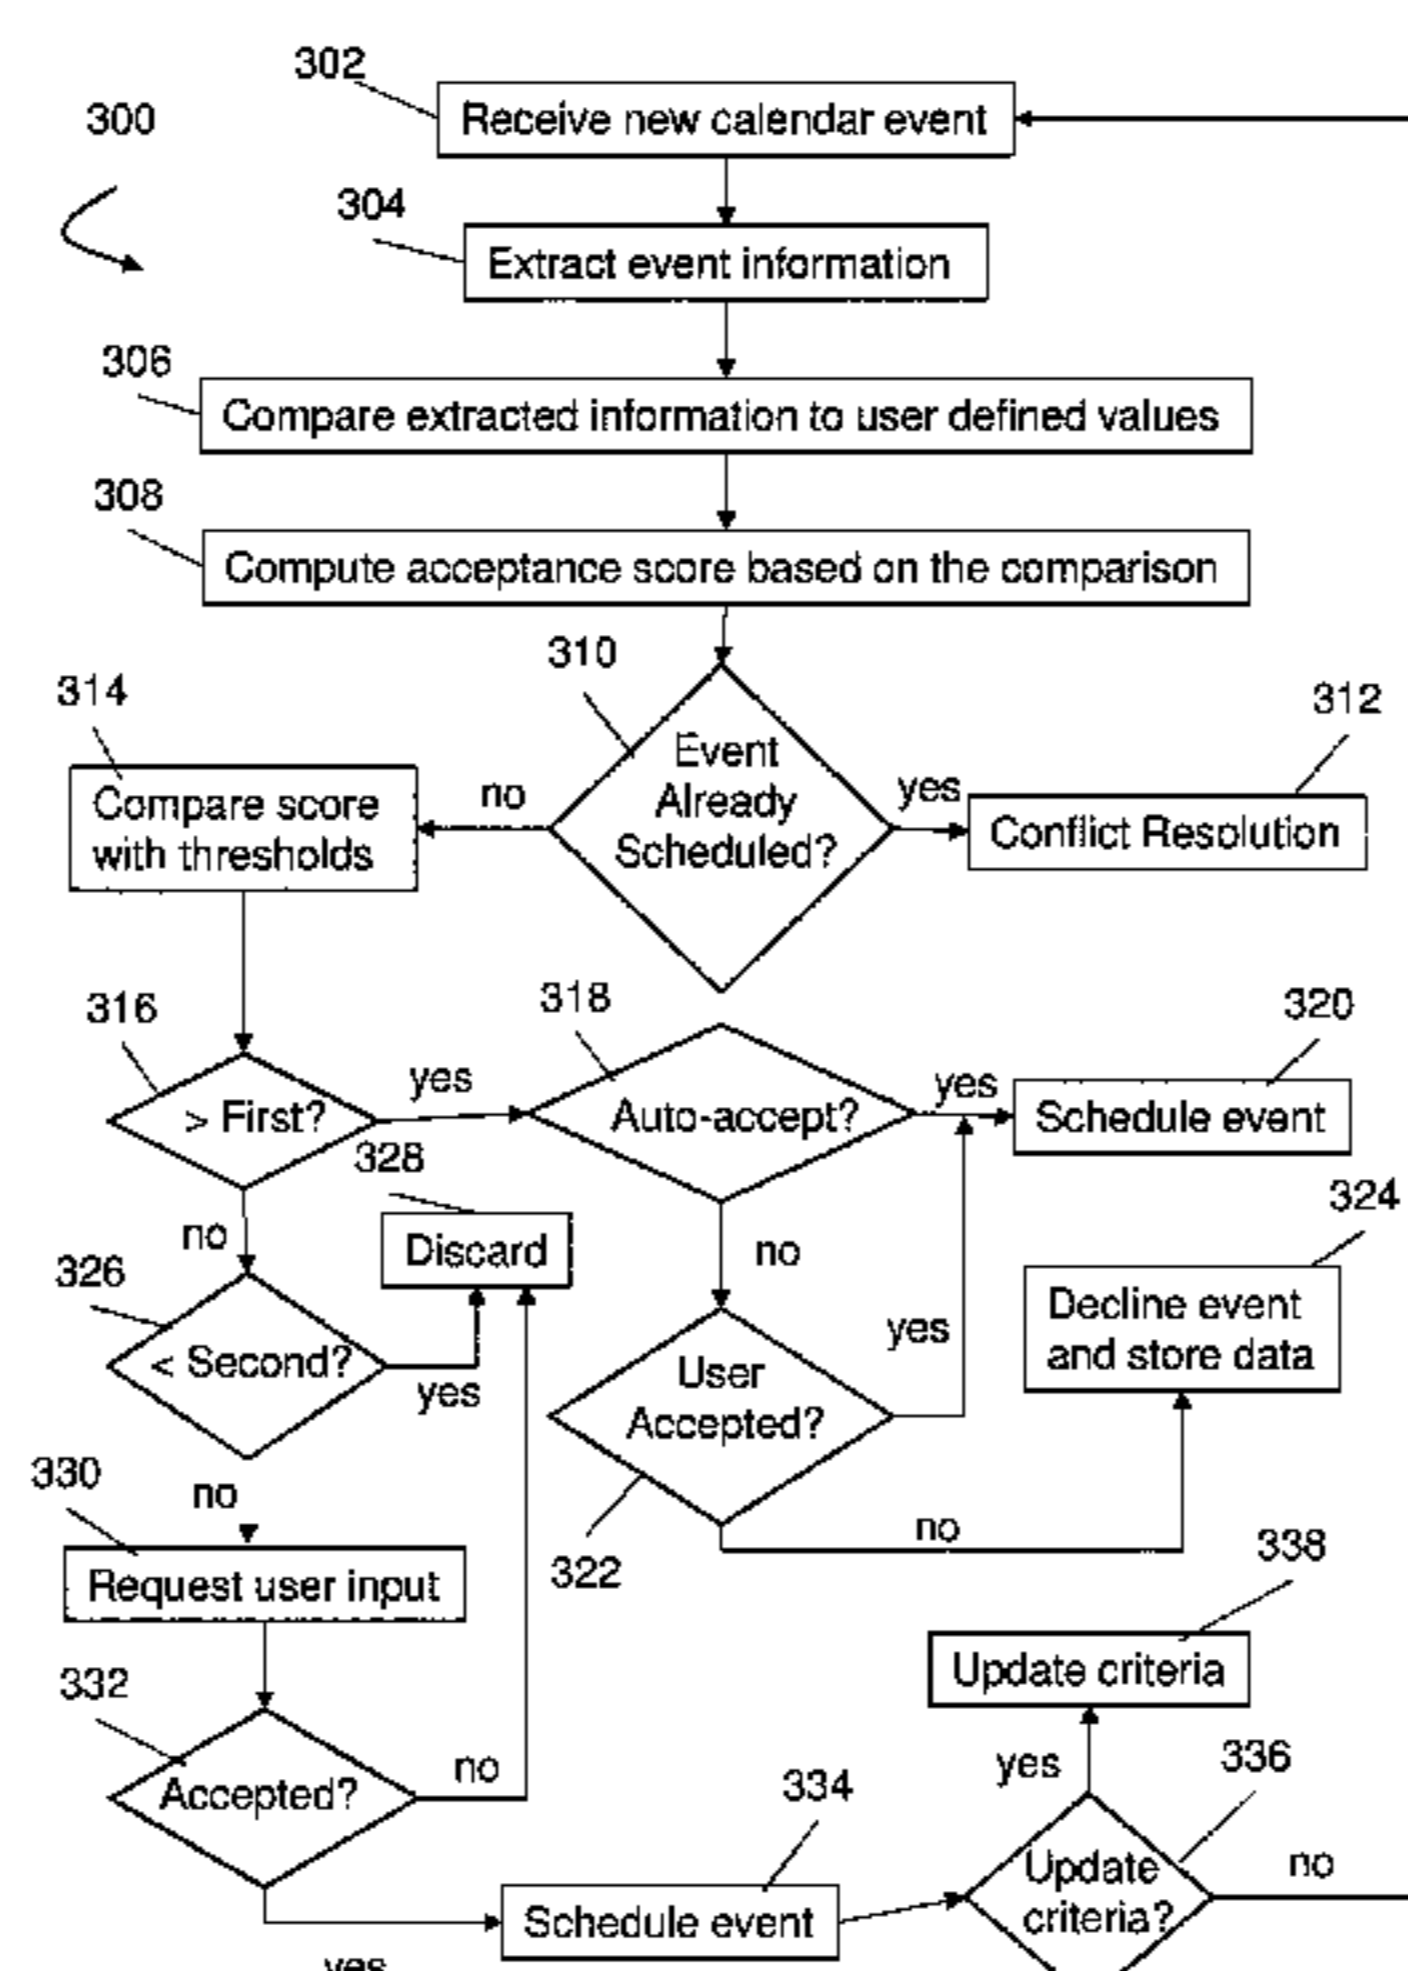 302
Receive new calendar event
300
304
Extract event information
306
Compare extracted information to user defined values
308
Compute acceptance score based on the comparison
310
314
312
Event
Already
Scheduled?
no
yes
Compare score
with thresholds
Conflict Resolution
316
318
320
> First?
yes
Auto-accept?
yes
Schedule event
328
324
no
Discard
no
326
Decline event
and store data
< Second?
yes
yes
User
Accepted?
330
no
no
322
338
Request user input
Update criteria
332
yes
336
334
Accepted?
no
Update
criteria?
no
Schedule event
yes